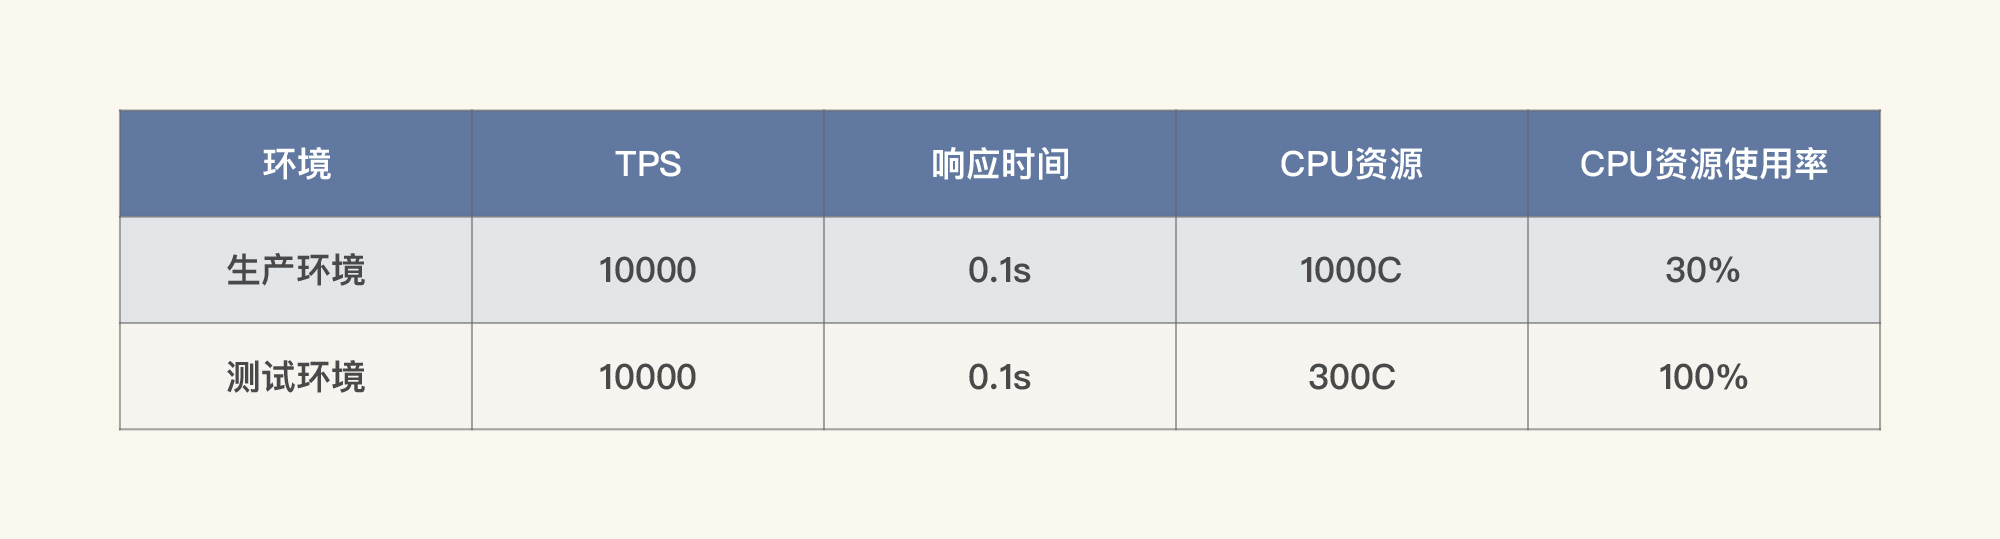 环境 TPS 响应时间 CPU资源 CPU资源使用率
生产环境 10000 0.1s 1000C 30%
测试环境 10000 0.1s 300C 100%